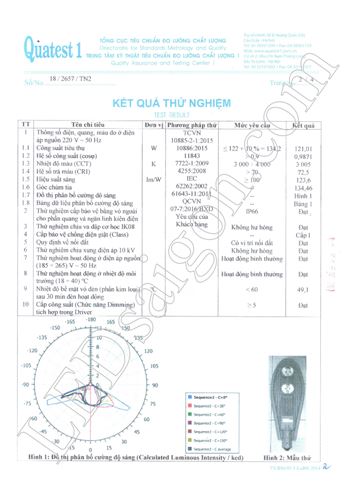 Quatest 1
TỔNG CỤC TIÊU CHUẨN ĐO LƯỜNG CHẤT LƯỢNG
Directorate for Standards Metrology and Quality
TRUNG TÂM KỸ THUẬT TIÊU CHUẨN ĐO LƯỜNG CHẤT LƯỢNG 1
Quality Assurance and Testing Center 1
18 / 2657 / TN2
KẾT QUẢ THỬ NGHIỆM
TEST RESULT
TT Tên chỉ tiêu Đơn vị Phương pháp thử Mức yêu cầu Kết quả
1 Thông số điện, quang, màu đo ở điện áp nguồn 220 V – 50 Hz TCVN 10885-2-1:2015
1.1 Công suất tiêu thụ W 10886:2015 ≤ 122 + 10 % = 134,2 121,01
1.2 Hệ số công suất (cosφ) 11843 > 0,9 0,9871
1.3 Nhiệt độ màu (CCT) K 7722-1:2009 3 000 ÷ 4 000 3 005
1.4 Hệ số trả màu (CRI) 4255:2008 > 70 72,5
1.5 Hiệu suất sáng lm/W IEC ≥ 100 123,6
1.6 Góc chùm tia 62262:2002 134,46
1.7 Đồ thị phân bố cường độ sáng 61643-11:2011 Hình 1
1.8 Bảng dữ liệu phân bố cường độ sáng QCVN Bảng 1
2 Thử nghiệm cấp bảo vệ hàng vỏ ngoài cho phần quang và ngăn linh kiện điện 07-7:2016/BXD Yêu cầu của Khách hàng IP66 Đạt
3 Thử nghiệm chịu va đập cơ học IK08 Không hư hỏng Đạt
4 Cấp bảo vệ chống điện giật (Class) Cấp I
5 Quy định về nối đất Có vị trí nối đất Đạt
6 Thử nghiệm chịu xung điện áp 10 kV Không hư hỏng Đạt
7 Thử nghiệm hoạt động ở điện áp nguồn (185 ÷ 265) V – 50 Hz Hoạt động bình thường Đạt
8 Thử nghiệm hoạt động ở nhiệt độ môi trường (18 ÷ 40) °C Hoạt động bình thường Đạt
9 Nhiệt độ bề mặt vỏ đèn (phần kim loại) sau 30 min đèn hoạt động < 60 49,1
10 Cấp công suất (Chức năng Dimming) tích hợp trong Driver ≥ 5 Đạt
Hình 1: Đồ thị phân bố cường độ sáng (Calculated Luminous Intensity / kcd)
Hình 2: Mẫu thử
LED saigon.com